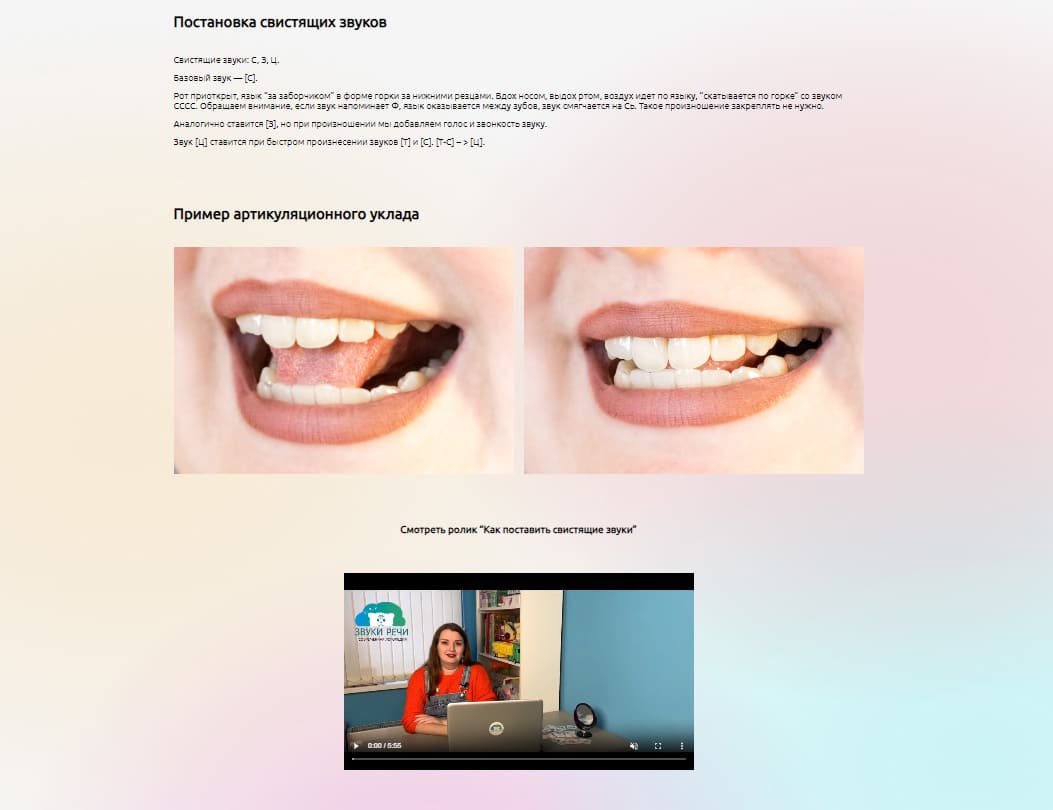 Постановка свистящих звуков
Свистящие звуки: С, З, Ц.
Базовый звук — [С].
Рот приоткрыт, язык “за заборчиком” в форме горки за нижними резцами. Вдох носом, выдох ртом, воздух идет по языку, “скатывается по горке” со звуком
СССС. Обращаем внимание, если звук напоминает Ф, язык оказывается между зубов, звук смягчается на Сь. Такое произношение закреплять не нужно.
Аналогично ставится [З], но при произношении мы добавляем голос и звонкость звуку.
Звук [Ц] ставится при быстром произнесении звуков [Т] и [С]. [Т-С] – > [Ц].
Пример артикуляционного уклада
Смотреть ролик “Как поставить свистящие звуки”
ЗВУКИ РЕЧИ
0:00 / 5:55